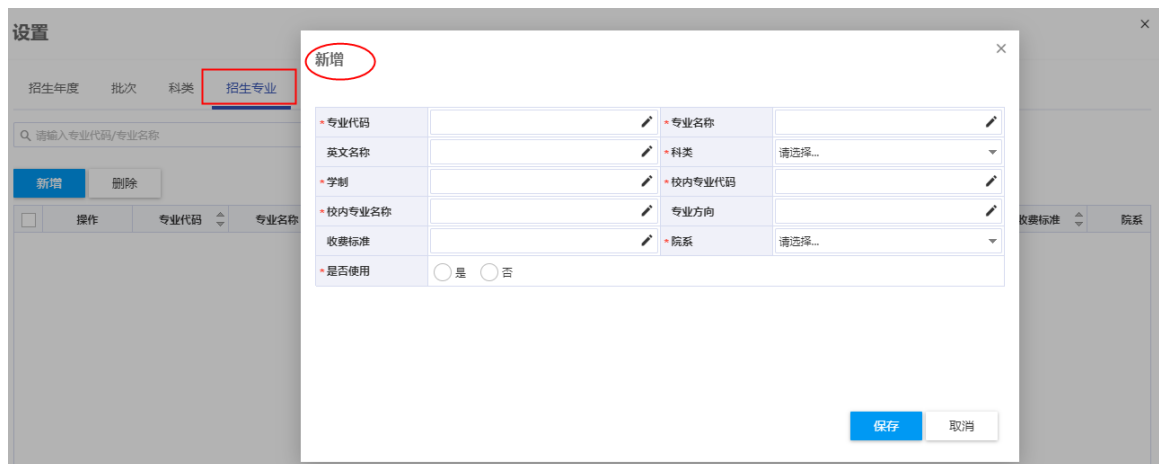 设置
新增
招生年度 批次 科类 招生专业
请输入专业代码/专业名称
新增 删除
操作 专业代码 专业名称 收费标准 院系
*专业代码 *专业名称
英文名称 *科类 请选择...
*学制 *校内专业代码
*校内专业名称 专业方向
收费标准 *院系 请选择...
*是否使用 是 否
保存 取消